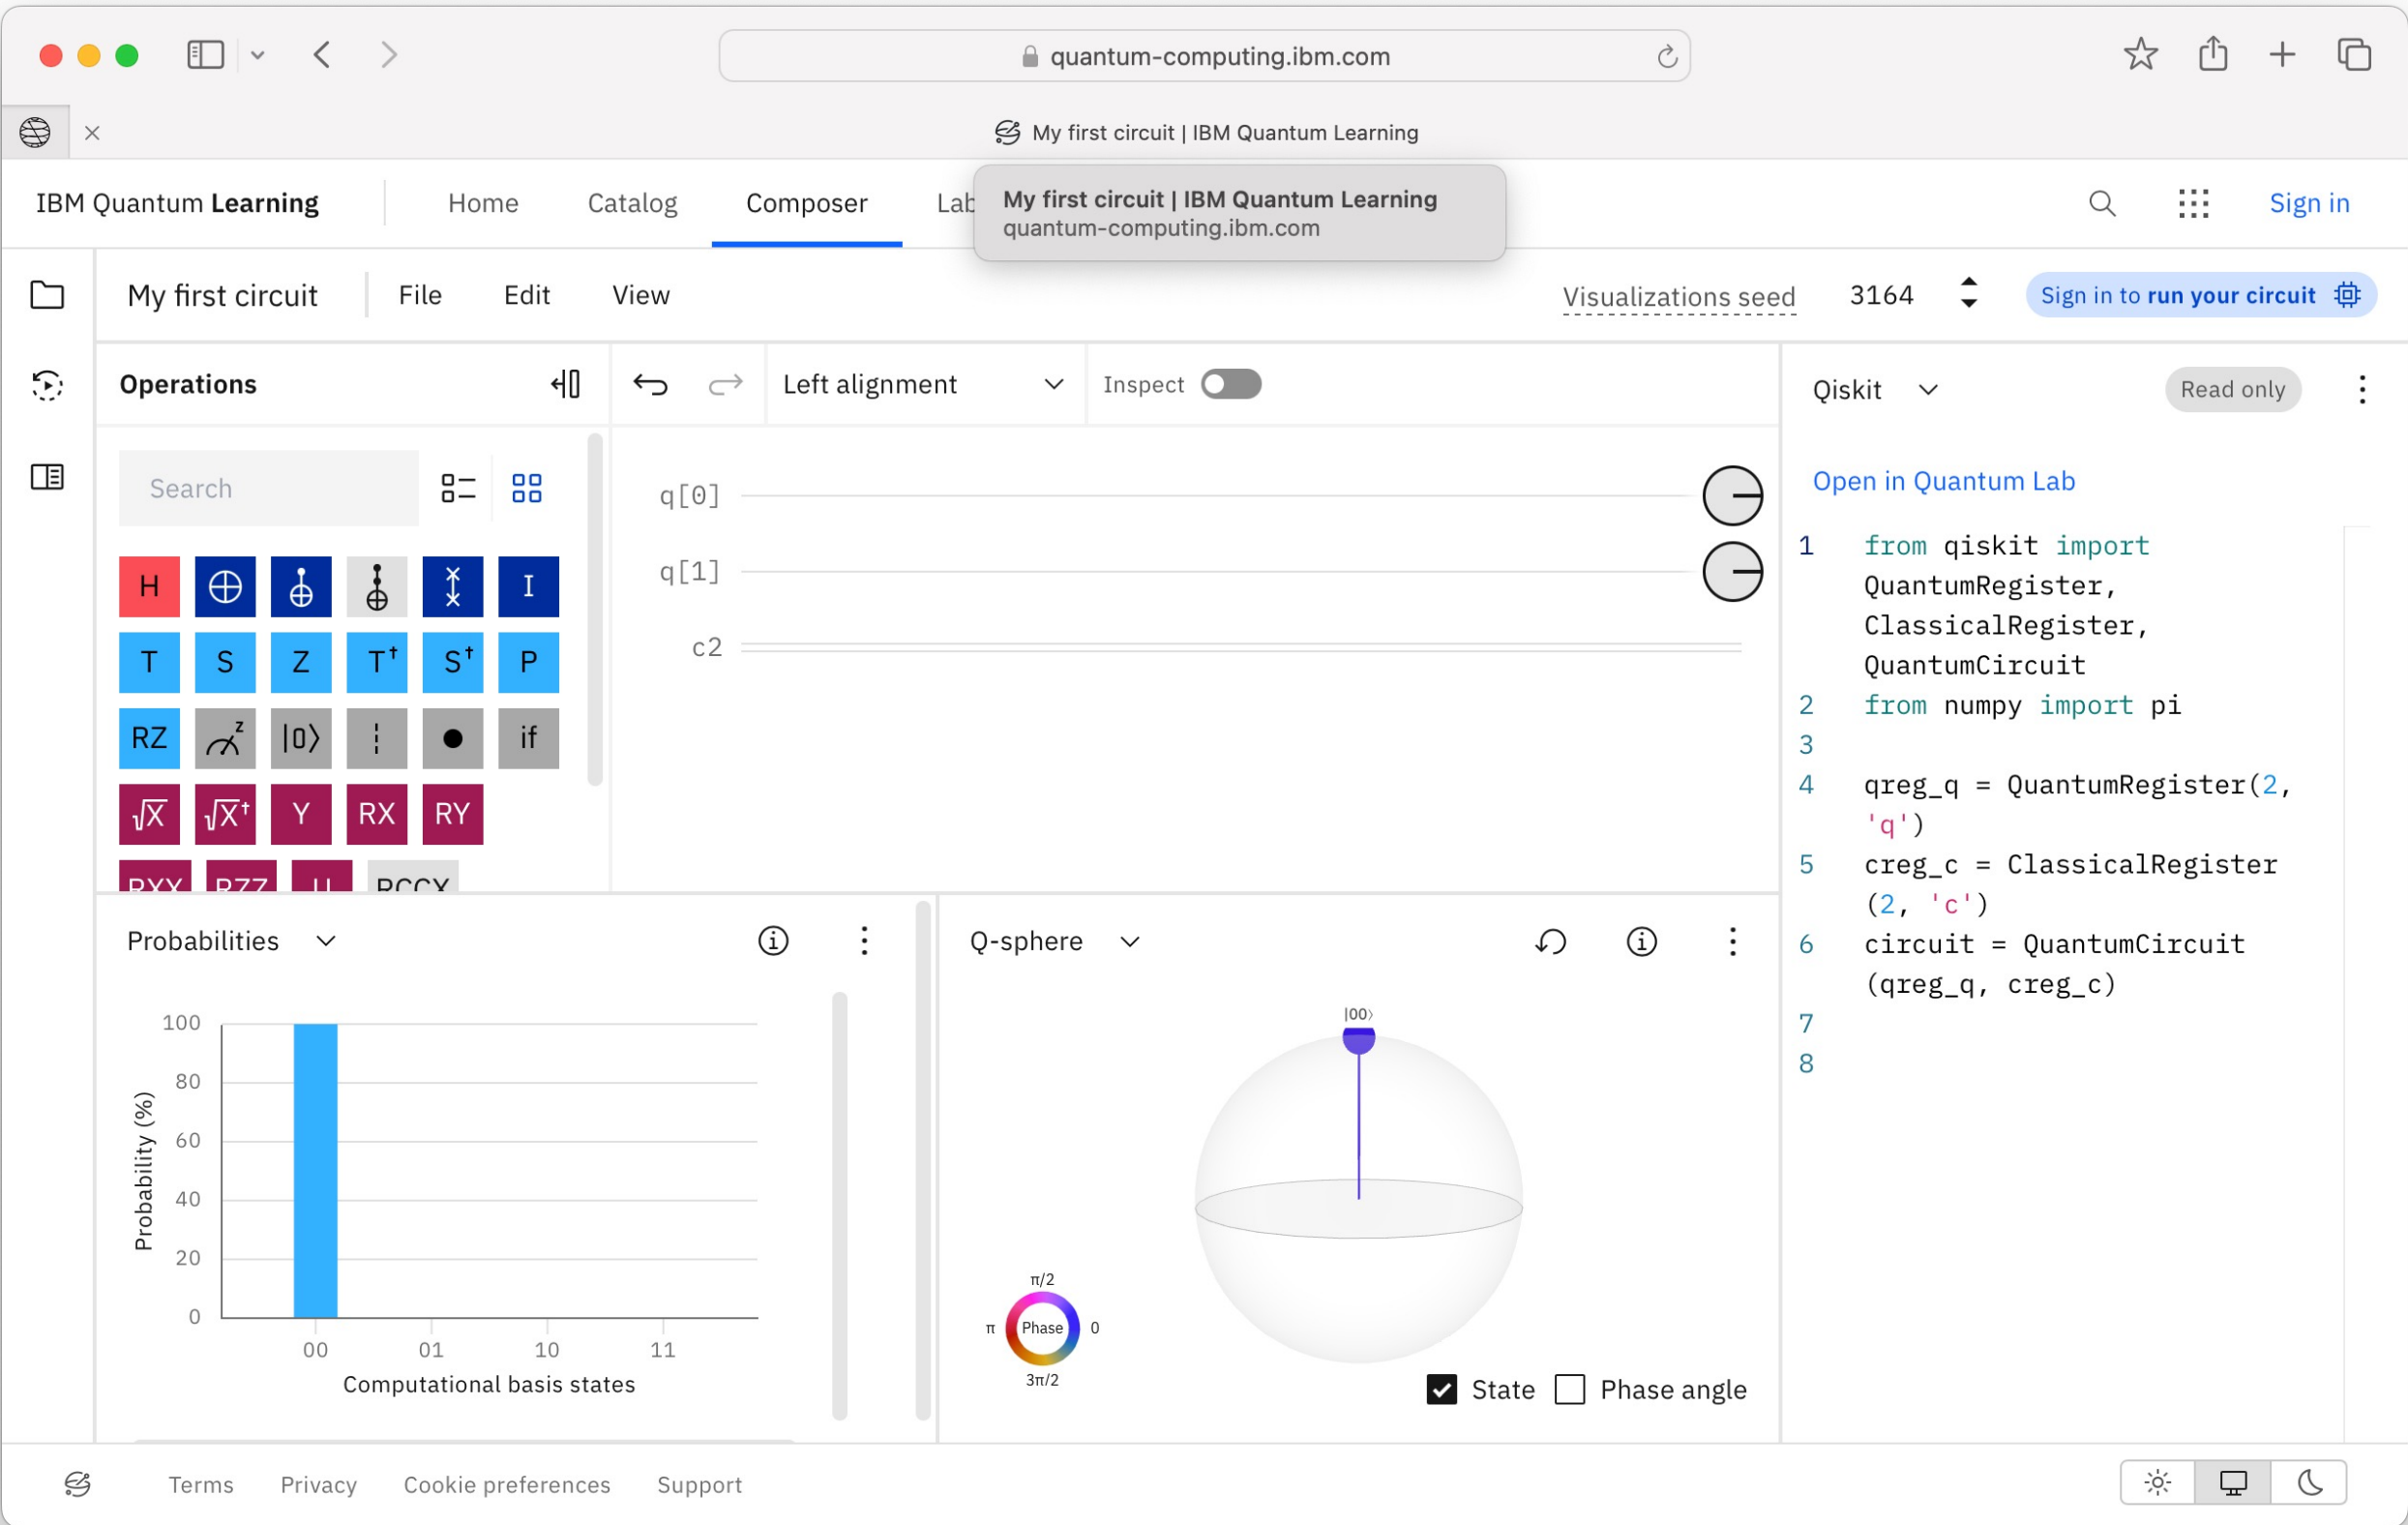 quantum-computing.ibm.com
My first circuit | IBM Quantum Learning
IBM Quantum Learning
Home
Catalog
Composer
Lab
My first circuit | IBM Quantum Learning
quantum-computing.ibm.com
Sign in
My first circuit
File
Edit
View
Visualizations seed
3164
Sign in to run your circuit
Operations
Left alignment
Inspect
Search
H
I
T S Z T† S† P
RZ z |0⟩ if
√X √X† Y RX RY
RXX RZZ U RCCX
q[0]
q[1]
c2
Qiskit
Read only
Open in Quantum Lab
1 from qiskit import
QuantumRegister,
ClassicalRegister,
QuantumCircuit
2 from numpy import pi
3
4 qreg_q = QuantumRegister(2,
'q')
5 creg_c = ClassicalRegister
(2, 'c')
6 circuit = QuantumCircuit
(qreg_q, creg_c)
7
8
Probabilities
Probability (%)
100
80
60
40
20
0
00 01 10 11
Computational basis states
Q-sphere
|00⟩
π/2
π Phase 0
3π/2
State
Phase angle
Terms
Privacy
Cookie preferences
Support